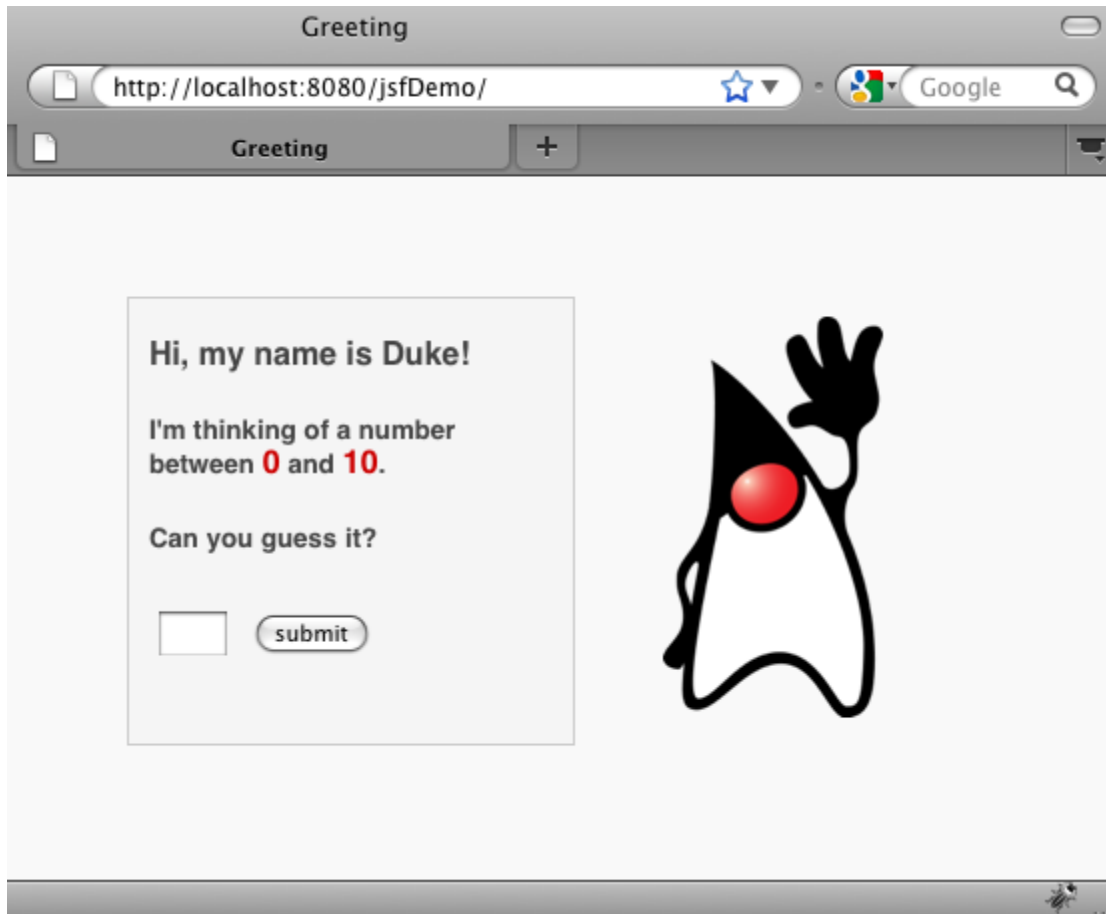 Greeting
http://localhost:8080/jsfDemo/
Google
Greeting
Hi, my name is Duke!
I'm thinking of a number
between 0 and 10.
Can you guess it?
submit